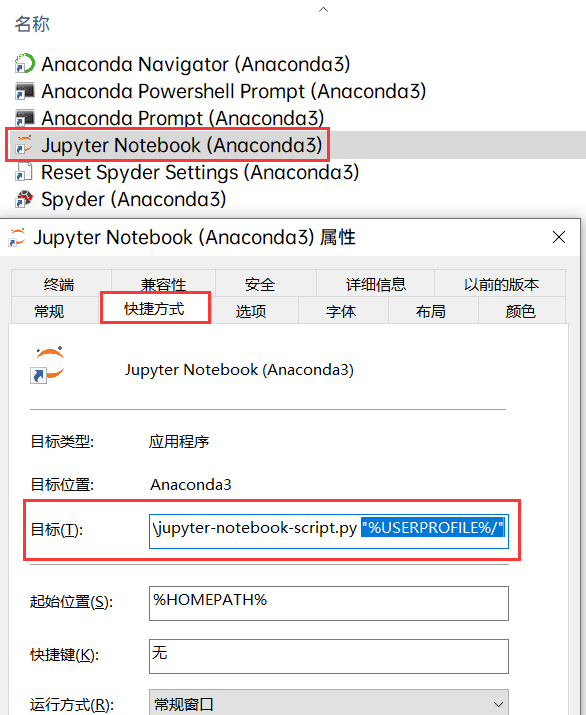 名称
Anaconda Navigator (Anaconda3)
Anaconda Powershell Prompt (Anaconda3)
Anaconda Prompt (Anaconda3)
Jupyter Notebook (Anaconda3)
Reset Spyder Settings (Anaconda3)
Spyder (Anaconda3)
Jupyter Notebook (Anaconda3) 属性
终端 兼容性 安全 详细信息 以前的版本
常规 快捷方式 选项 字体 布局 颜色
Jupyter Notebook (Anaconda3)
目标类型: 应用程序
目标位置: Anaconda3
目标(T): \jupyter-notebook-script.py "%USERPROFILE%/"
起始位置(S): %HOMEPATH%
快捷键(K): 无
运行方式(R): 常规窗口